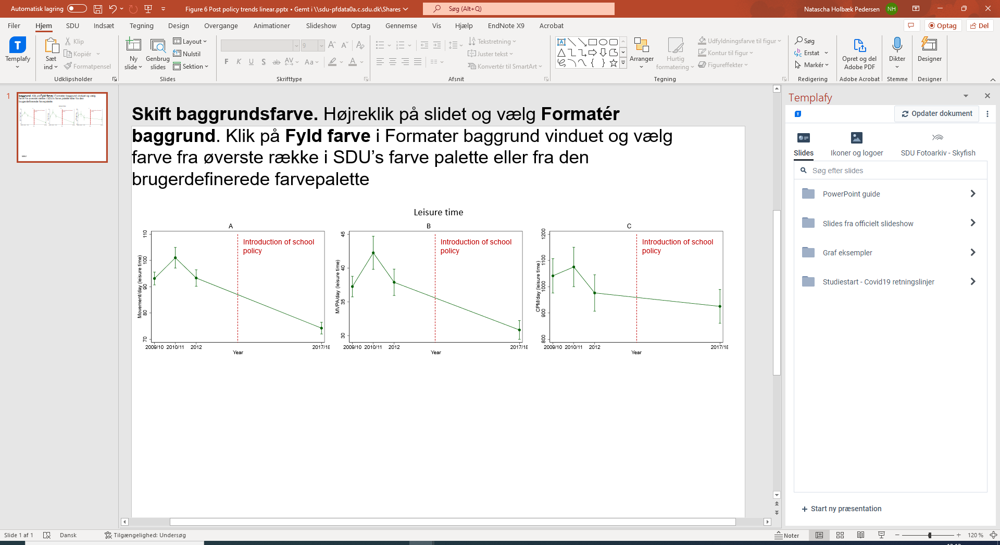 Automatisk lagring
Figure 6 Post policy trends linear.pptx • Gemt i \\sdu-pfdata0a.c.sdu.dk\Shares
Søg (Alt+Q)
Natascha Holbæk Pedersen NH
Filer Hjem SDU Indsæt Tegning Design Overgange Animationer Slideshow Optag Gennemse Vis Hjælp EndNote X9 Acrobat
Optag Del
Templafy
Sæt ind
Klip
Kopiér
Formatpensel
Udklipsholder
Ny slide
Genbrug slides
Layout
Nulstil
Sektion
Slides
9
F K U S ab AV Aa A
Skrifttype
Tekstretning
Juster tekst
Konvertér til SmartArt
Afsnit
Arranger
Hurtig formatering
Udfyldningsfarve til figur
Kontur til figur
Figureffekter
Tegning
Søg
Erstat
Markér
Redigering
Opret og del Adobe PDF
Adobe Acrobat
Dikter
Stemme
Designer
Designer
1
Skift baggrundsfarve. Højreklik på slidet og vælg Formatér
baggrund. Klik på Fyld farve i Formater baggrund vinduet og vælg
farve fra øverste række i SDU’s farve palette eller fra den
brugerdefinerede farvepalette
Leisure time
A
Movement/day (leisure time)
110
100
90
80
70
Introduction of school
policy
2009/10 2010/11 2012 2017/18
Year
B
MVPA/day (leisure time)
45
40
35
30
Introduction of school
policy
2009/10 2010/11 2012 2017/18
Year
C
CPM/day (leisure time)
1200
1100
1000
900
800
Introduction of school
policy
2009/10 2010/11 2012 2017/18
Year
Templafy
Opdater dokument
Slides Ikoner og logoer SDU Fotoarkiv - Skyfish
Søg efter slides
PowerPoint guide
Slides fra officielt slideshow
Graf eksempler
Studiestart - Covid19 retningslinjer
+ Start ny præsentation
Slide 1 af 1 Dansk Tilgængelighed: Undersøg
Noter 120 %